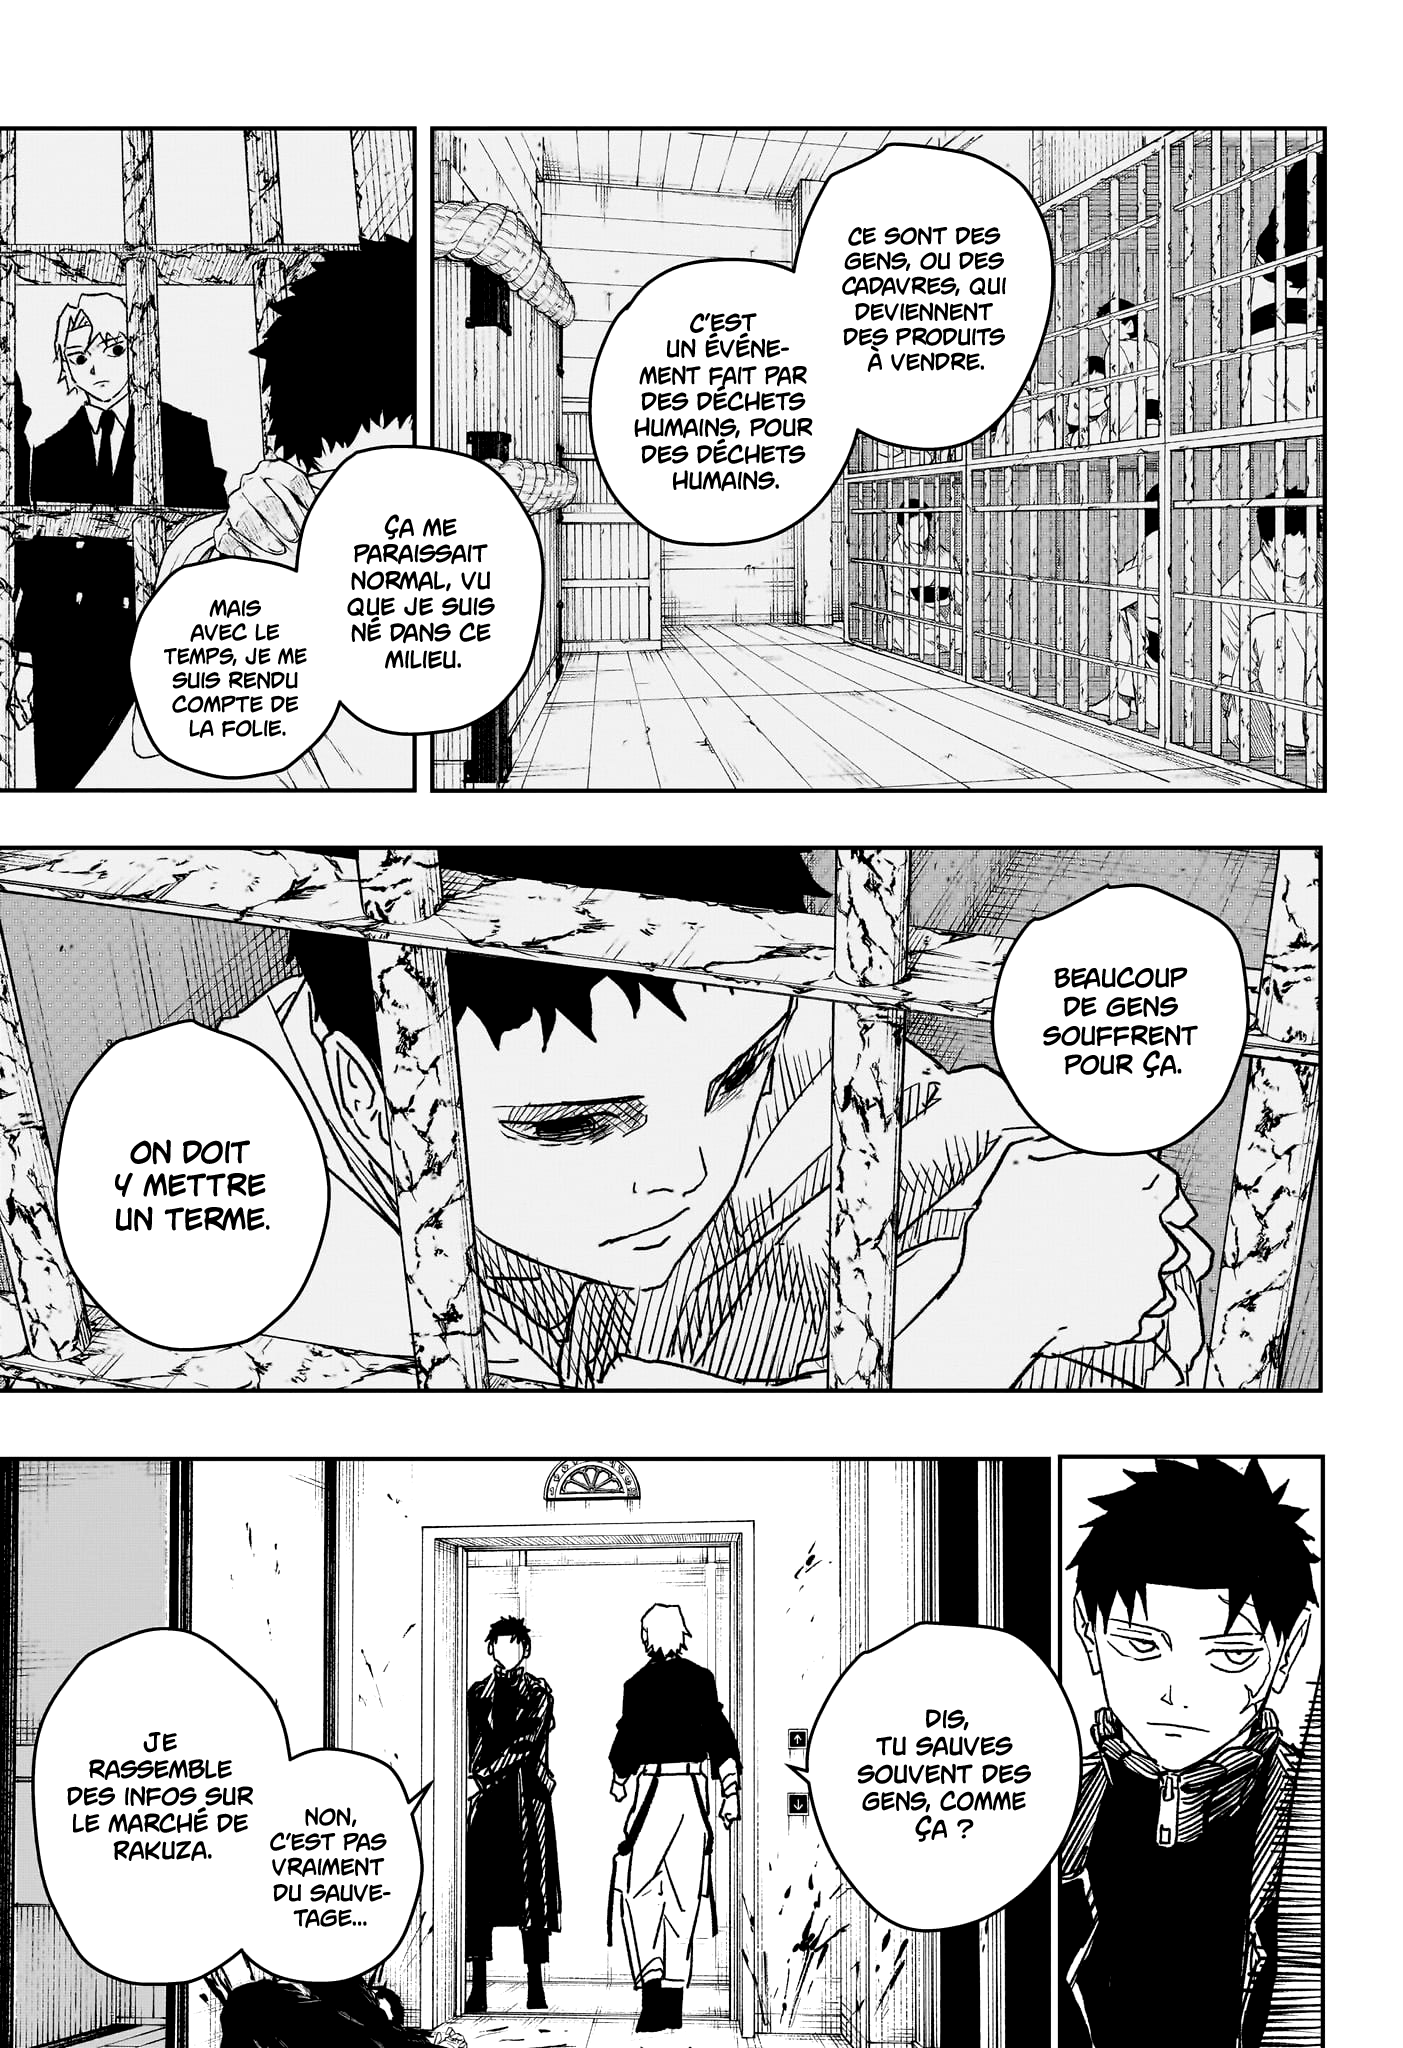 CE SONT DES
GENS, OU DES
CADAVRES, QUI
DEVIENNENT
DES PRODUITS
À VENDRE.
C'EST
UN ÉVÉNE-
MENT FAIT PAR
DES DÉCHETS
HUMAINS, POUR
DES DÉCHETS
HUMAINS.
ÇA ME
PARAISSAIT
NORMAL, VU
QUE JE SUIS
NÉ DANS CE
MILIEU.
MAIS
AVEC LE
TEMPS, JE ME
SUIS RENDU
COMPTE DE
LA FOLIE.
BEAUCOUP
DE GENS
SOUFFRENT
POUR ÇA.
ON DOIT
Y METTRE
UN TERME.
DIS,
TU SAUVES
SOUVENT DES
GENS, COMME
ÇA ?
NON,
C'EST PAS
VRAIMENT
DU SAUVE-
TAGE...
JE
RASSEMBLE
DES INFOS SUR
LE MARCHÉ DE
RAKUZA.